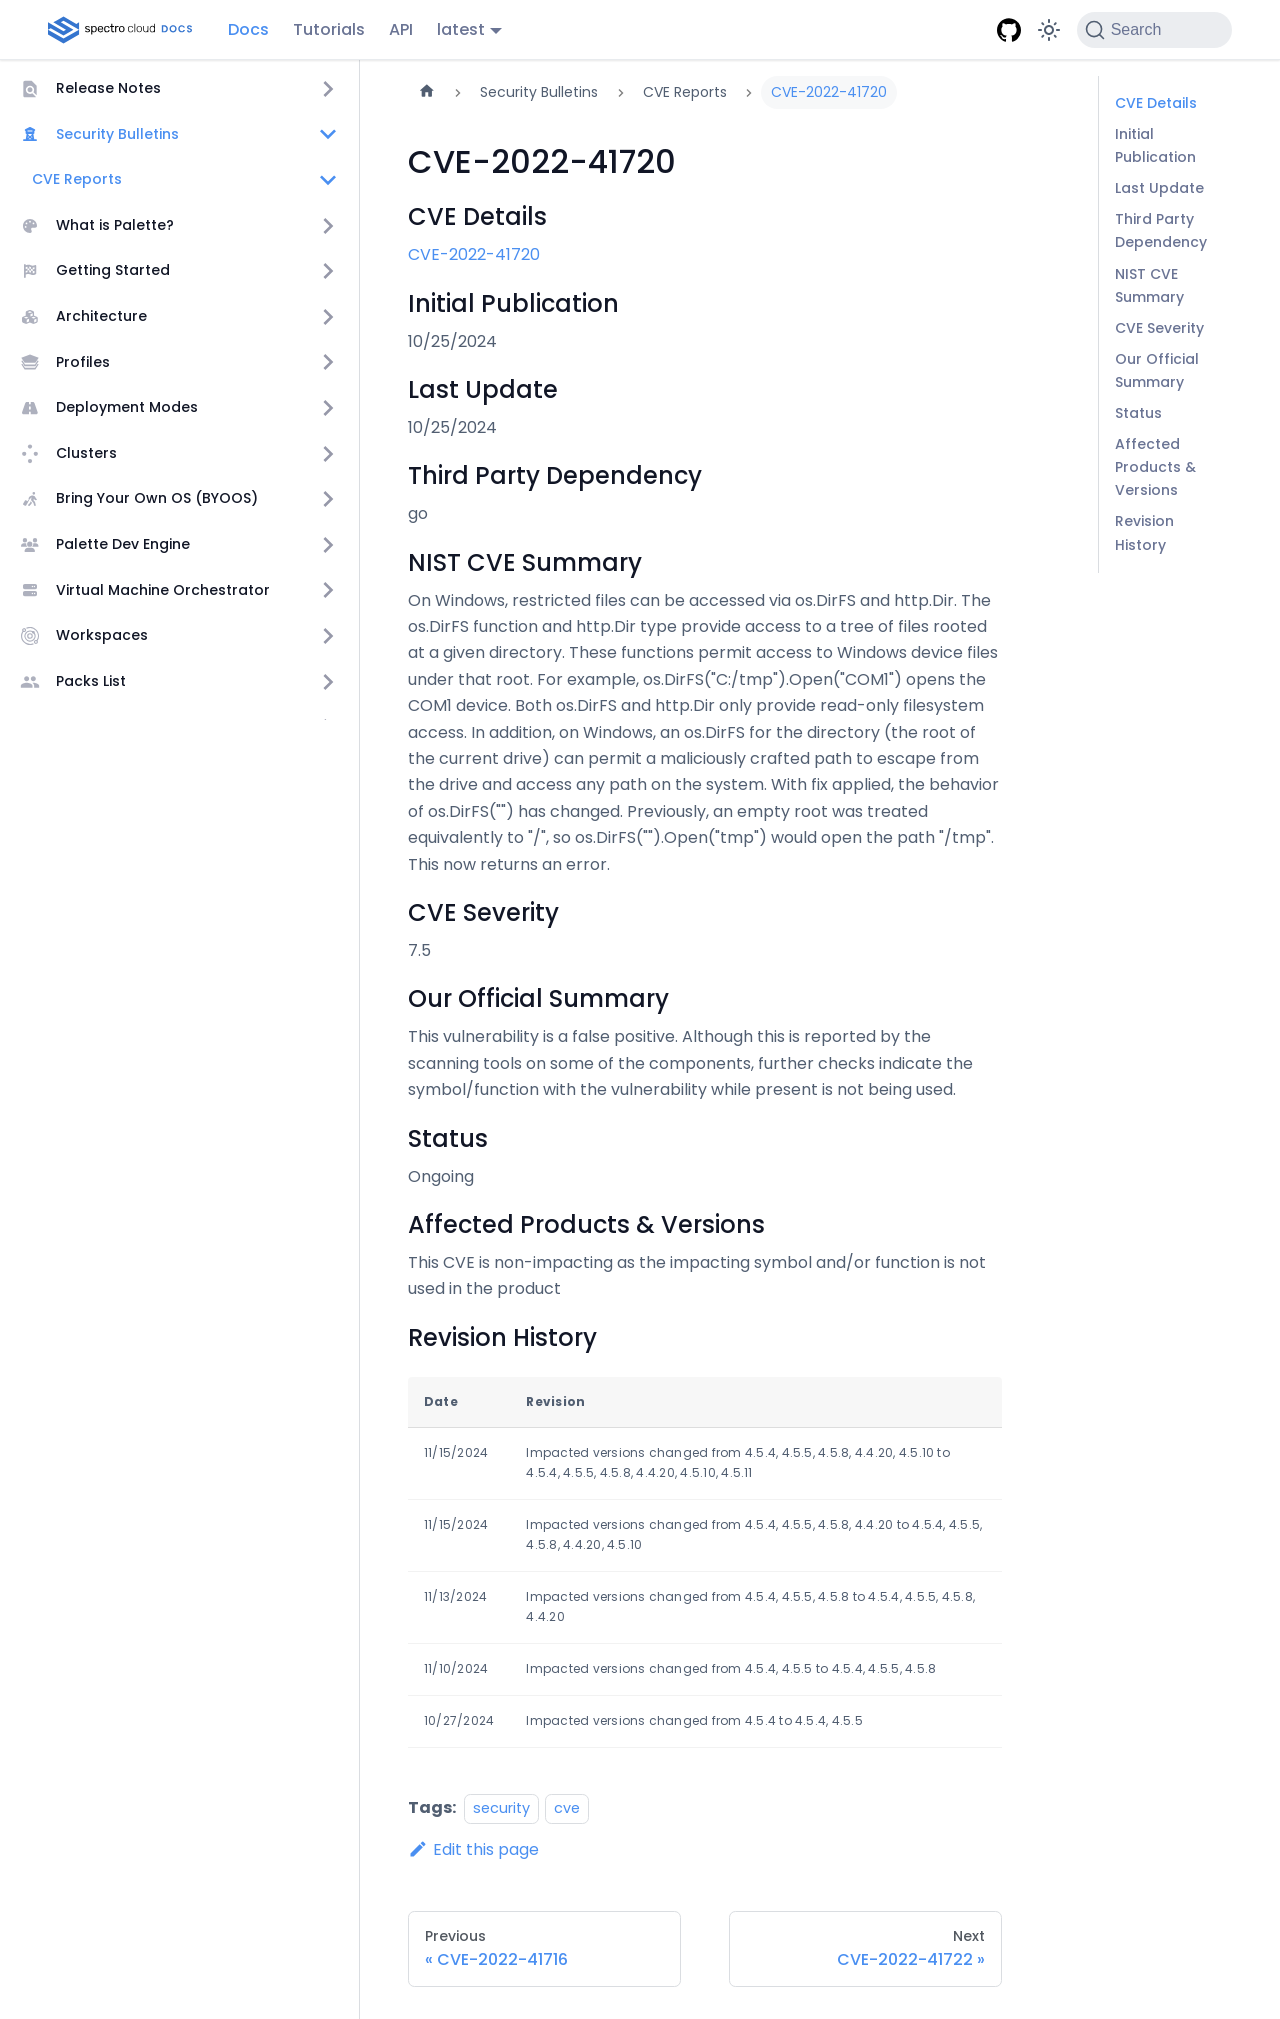 spectro cloud DOCS
Docs
Tutorials
API
latest
Search
Release Notes
Security Bulletins
CVE Reports
What is Palette?
Getting Started
Architecture
Profiles
Deployment Modes
Clusters
Bring Your Own OS (BYOOS)
Palette Dev Engine
Virtual Machine Orchestrator
Workspaces
Packs List
Security Bulletins
CVE Reports
CVE-2022-41720
CVE-2022-41720
CVE Details
CVE-2022-41720
Initial Publication
10/25/2024
Last Update
10/25/2024
Third Party Dependency
go
NIST CVE Summary
On Windows, restricted files can be accessed via os.DirFS and http.Dir. The
os.DirFS function and http.Dir type provide access to a tree of files rooted
at a given directory. These functions permit access to Windows device files
under that root. For example, os.DirFS("C:/tmp").Open("COM1") opens the
COM1 device. Both os.DirFS and http.Dir only provide read-only filesystem
access. In addition, on Windows, an os.DirFS for the directory (the root of
the current drive) can permit a maliciously crafted path to escape from
the drive and access any path on the system. With fix applied, the behavior
of os.DirFS("") has changed. Previously, an empty root was treated
equivalently to "/", so os.DirFS("").Open("tmp") would open the path "/tmp".
This now returns an error.
CVE Severity
7.5
Our Official Summary
This vulnerability is a false positive. Although this is reported by the
scanning tools on some of the components, further checks indicate the
symbol/function with the vulnerability while present is not being used.
Status
Ongoing
Affected Products & Versions
This CVE is non-impacting as the impacting symbol and/or function is not
used in the product
Revision History
Date Revision
11/15/2024 Impacted versions changed from 4.5.4, 4.5.5, 4.5.8, 4.4.20, 4.5.10 to
4.5.4, 4.5.5, 4.5.8, 4.4.20, 4.5.10, 4.5.11
11/15/2024 Impacted versions changed from 4.5.4, 4.5.5, 4.5.8, 4.4.20 to 4.5.4, 4.5.5,
4.5.8, 4.4.20, 4.5.10
11/13/2024 Impacted versions changed from 4.5.4, 4.5.5, 4.5.8 to 4.5.4, 4.5.5, 4.5.8,
4.4.20
11/10/2024 Impacted versions changed from 4.5.4, 4.5.5 to 4.5.4, 4.5.5, 4.5.8
10/27/2024 Impacted versions changed from 4.5.4 to 4.5.4, 4.5.5
Tags: security cve
Edit this page
Previous
« CVE-2022-41716
Next
CVE-2022-41722 »
CVE Details
Initial
Publication
Last Update
Third Party
Dependency
NIST CVE
Summary
CVE Severity
Our Official
Summary
Status
Affected
Products &
Versions
Revision
History